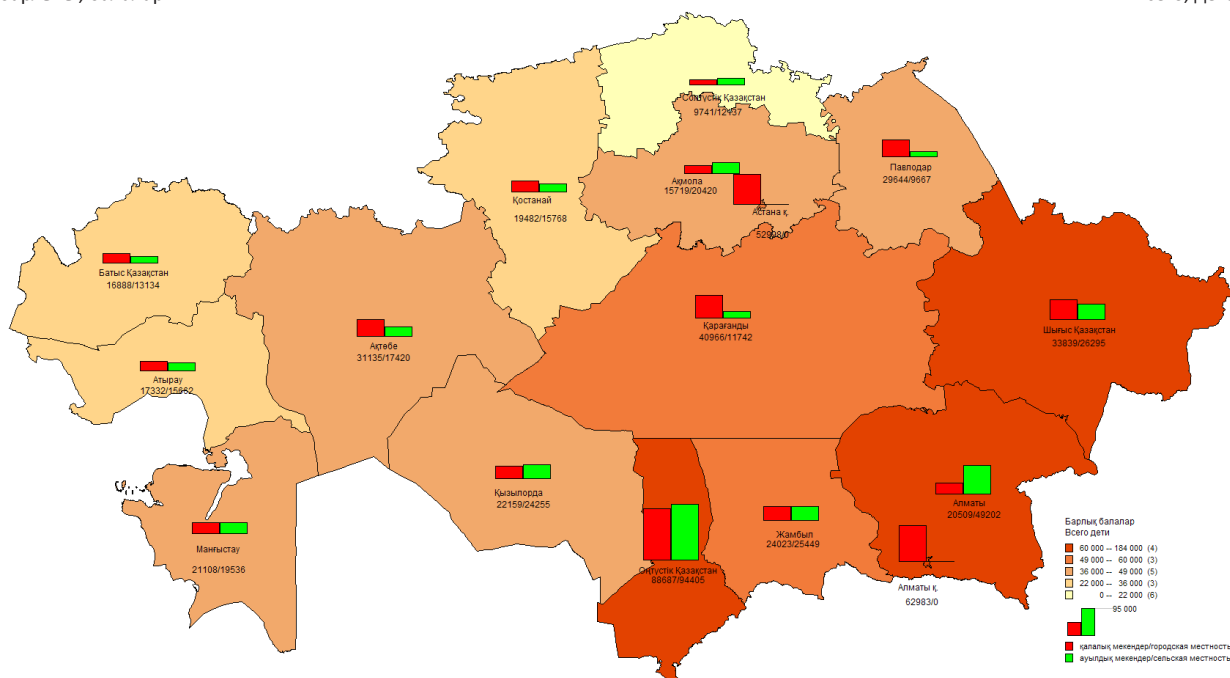 Солтүстік Қазақстан
9741/12137
Павлодар
29644/9667
Ақмола
15719/20420
Қостанай
19482/15768
Астана қ.
Батыс Қазақстан
16888/13134
Қарағанды
40966/11742
Шығыс Қазақстан
33839/26295
Ақтөбе
31135/17420
Атырау
17332/15662
Қызылорда
22159/24255
Алматы
20509/49202
Жамбыл
24023/25449
Маңғыстау
21108/19536
Оңтүстік Қазақстан
88687/94405
Алматы қ.
62983/0
Барлық балалар
Всего дети
60 000 -- 184 000 (4)
49 000 -- 60 000 (3)
36 000 -- 49 000 (5)
22 000 -- 36 000 (3)
0 -- 22 000 (6)
95 000
қалалық мекендер/городская местность
ауылдық мекендер/сельская местность